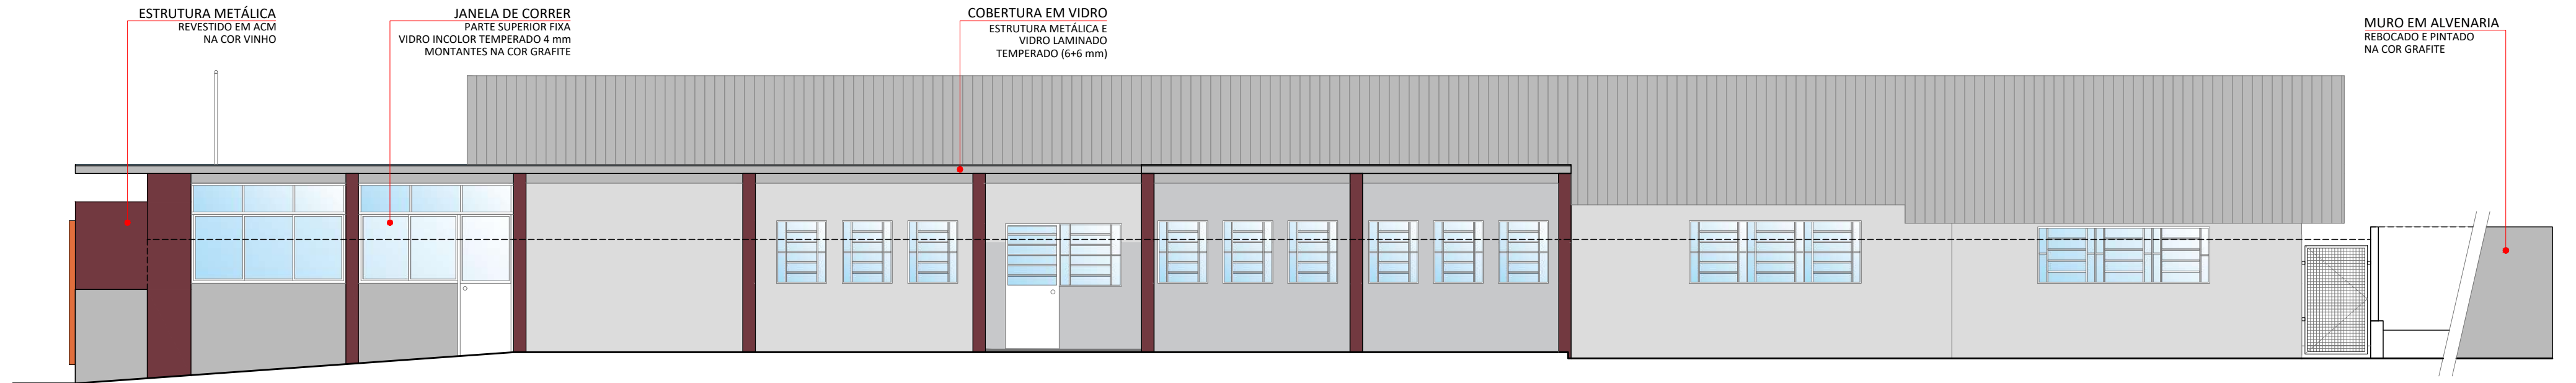 ESTRUTURA METÁLICA
REVESTIDO EM ACM
NA COR VINHO
JANELA DE CORRER
PARTE SUPERIOR FIXA
VIDRO INCOLOR TEMPERADO 4 mm
MONTANTES NA COR GRAFITE
COBERTURA EM VIDRO
ESTRUTURA METÁLICA E
VIDRO LAMINADO
TEMPERADO (6+6 mm)
MURO EM ALVENARIA
REBOCADO E PINTADO
NA COR GRAFITE